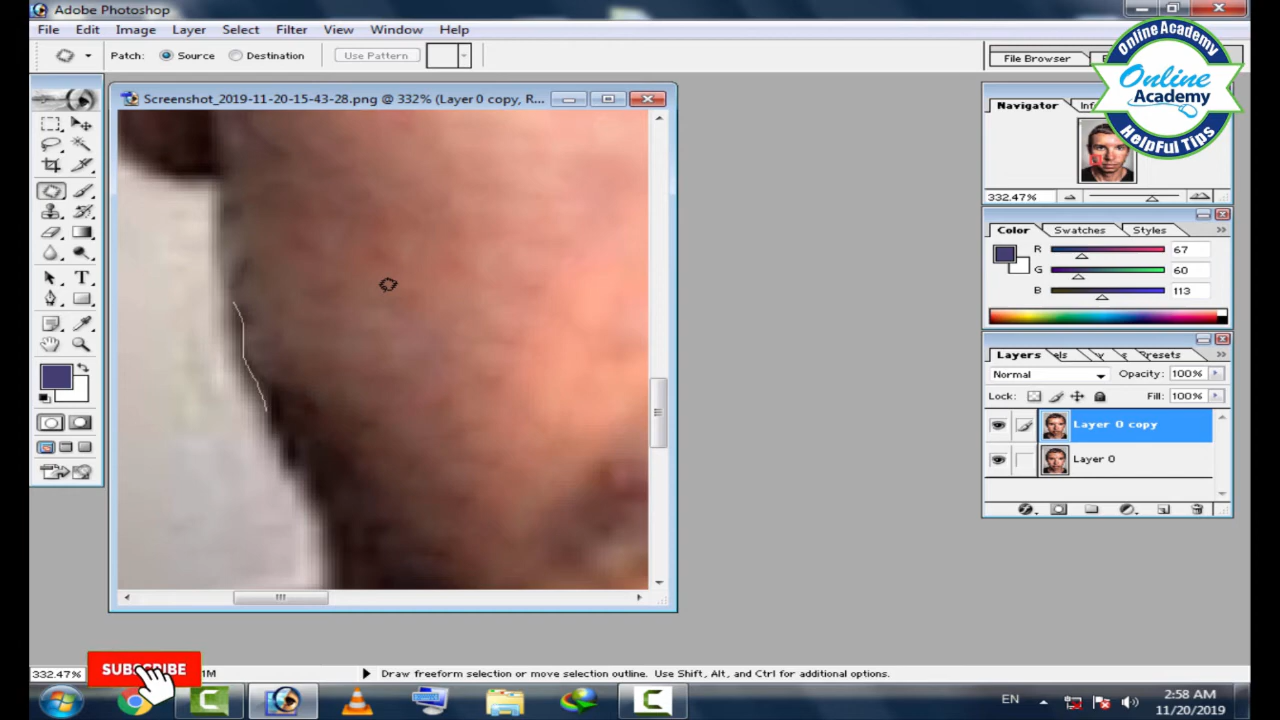 Adobe Photoshop
File Edit Image Layer Select Filter View Window Help
Patch: Source Destination Use Pattern
File Browser
Online Academy
Online
Academy
HelpFul Tips
Screenshot_2019-11-20-15-43-28.png @ 332% (Layer 0 copy, R...
Navigator
332.47%
Color Swatches Styles
R 67
G 60
B 113
Layers
Normal Opacity: 100%
Lock: Fill: 100%
Layer 0 copy
Layer 0
332.47% 1M Draw freeform selection or move selection outline. Use Shift, Alt, and Ctrl for additional options.
SUBSCRIBE
EN
2:58 AM
11/20/2019